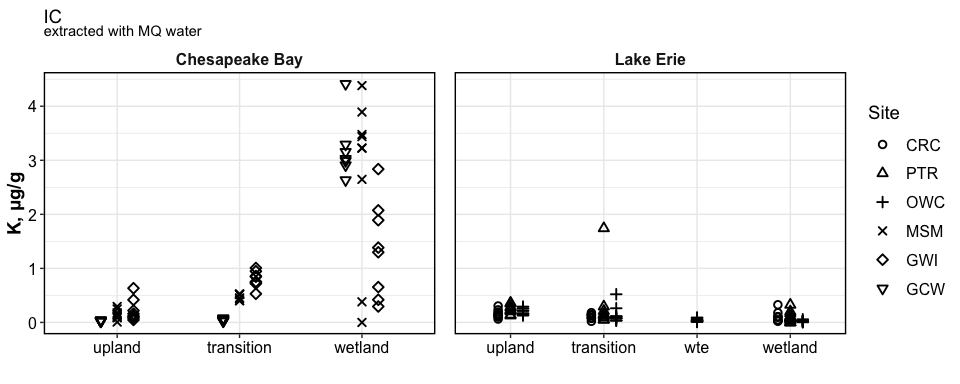 IC
extracted with MQ water
Chesapeake Bay
Lake Erie
K, μg/g
4
3
2
1
0
upland
transition
wetland
upland
transition
wte
wetland
Site
CRC
PTR
OWC
MSM
GWI
GCW